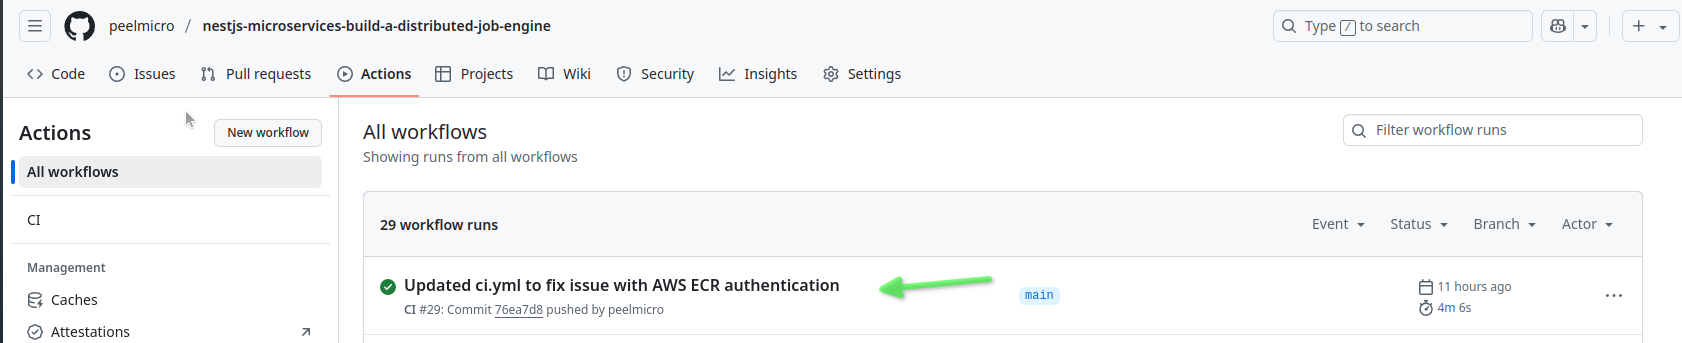 peelmicro / nestjs-microservices-build-a-distributed-job-engine
Type / to search
Code Issues Pull requests Actions Projects Wiki Security Insights Settings
Actions
New workflow
All workflows
CI
Management
Caches
Attestations
All workflows
Showing runs from all workflows
Filter workflow runs
29 workflow runs
Event Status Branch Actor
Updated ci.yml to fix issue with AWS ECR authentication
CI #29: Commit 76ea7d8 pushed by peelmicro
main
11 hours ago
4m 6s